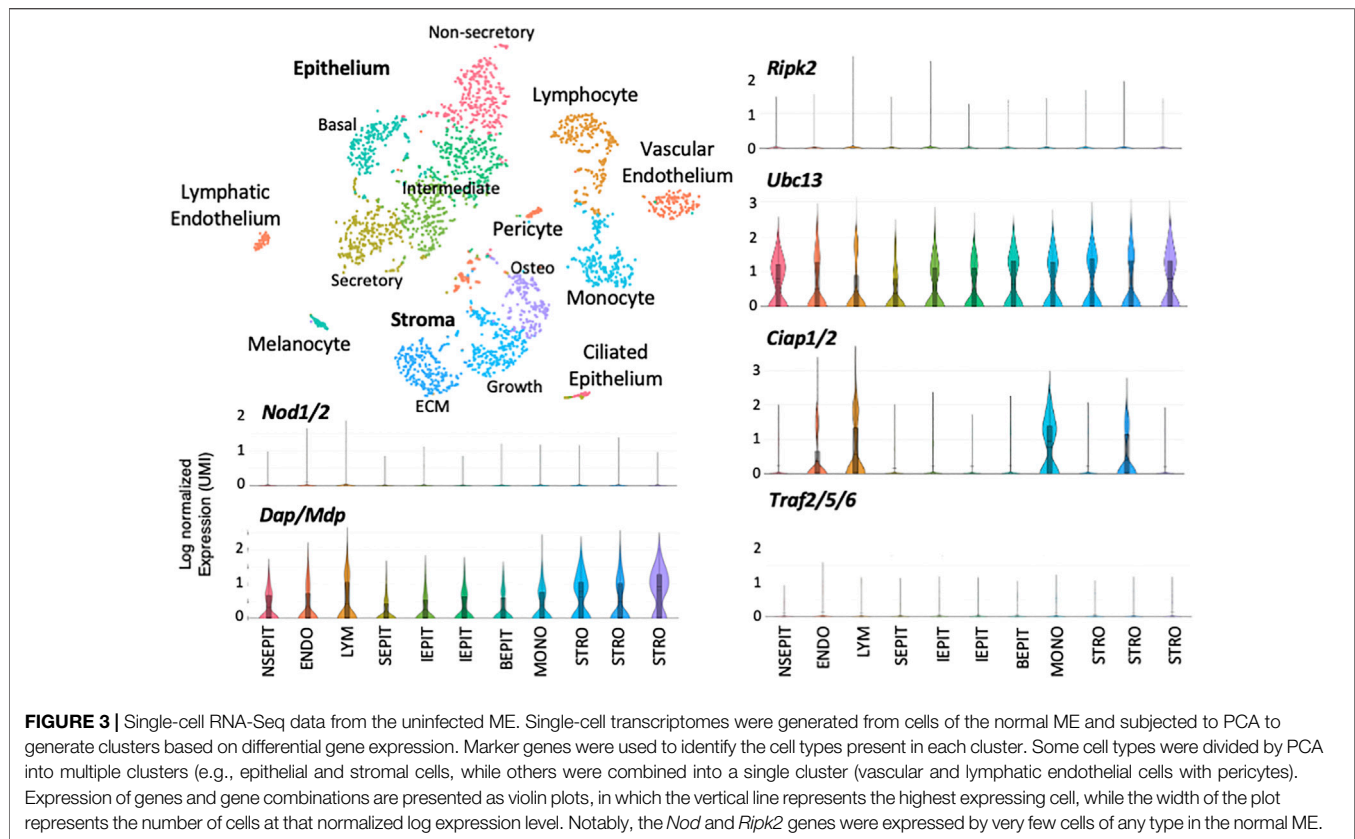 Non-secretory
Epithelium
Lymphocyte
Basal
Vascular
Endothelium
Lymphatic
Endothelium
Intermediate
Pericyte
Secretory
Osteo
Monocyte
Stroma
Melanocyte
Ciliated
Epithelium
Growth
ECM
Nod1/2
2
1
0
Log normalized
Expression (UMI)
Dap/Mdp
2
1
0
NSEPIT
ENDO
LYM
SEPIT
IEPIT
IEPIT
BEPIT
MONO
STRO
STRO
STRO
Ripk2
2
1
0
Ubc13
3
2
1
0
Ciap1/2
3
2
1
0
Traf2/5/6
2
1
0
NSEPIT
ENDO
LYM
SEPIT
IEPIT
IEPIT
BEPIT
MONO
STRO
STRO
STRO
FIGURE 3 | Single-cell RNA-Seq data from the uninfected ME. Single-cell transcriptomes were generated from cells of the normal ME and subjected to PCA to
generate clusters based on differential gene expression. Marker genes were used to identify the cell types present in each cluster. Some cell types were divided by PCA
into multiple clusters (e.g., epithelial and stromal cells, while others were combined into a single cluster (vascular and lymphatic endothelial cells with pericytes).
Expression of genes and gene combinations are presented as violin plots, in which the vertical line represents the highest expressing cell, while the width of the plot
represents the number of cells at that normalized log expression level. Notably, the Nod and Ripk2 genes were expressed by very few cells of any type in the normal ME.